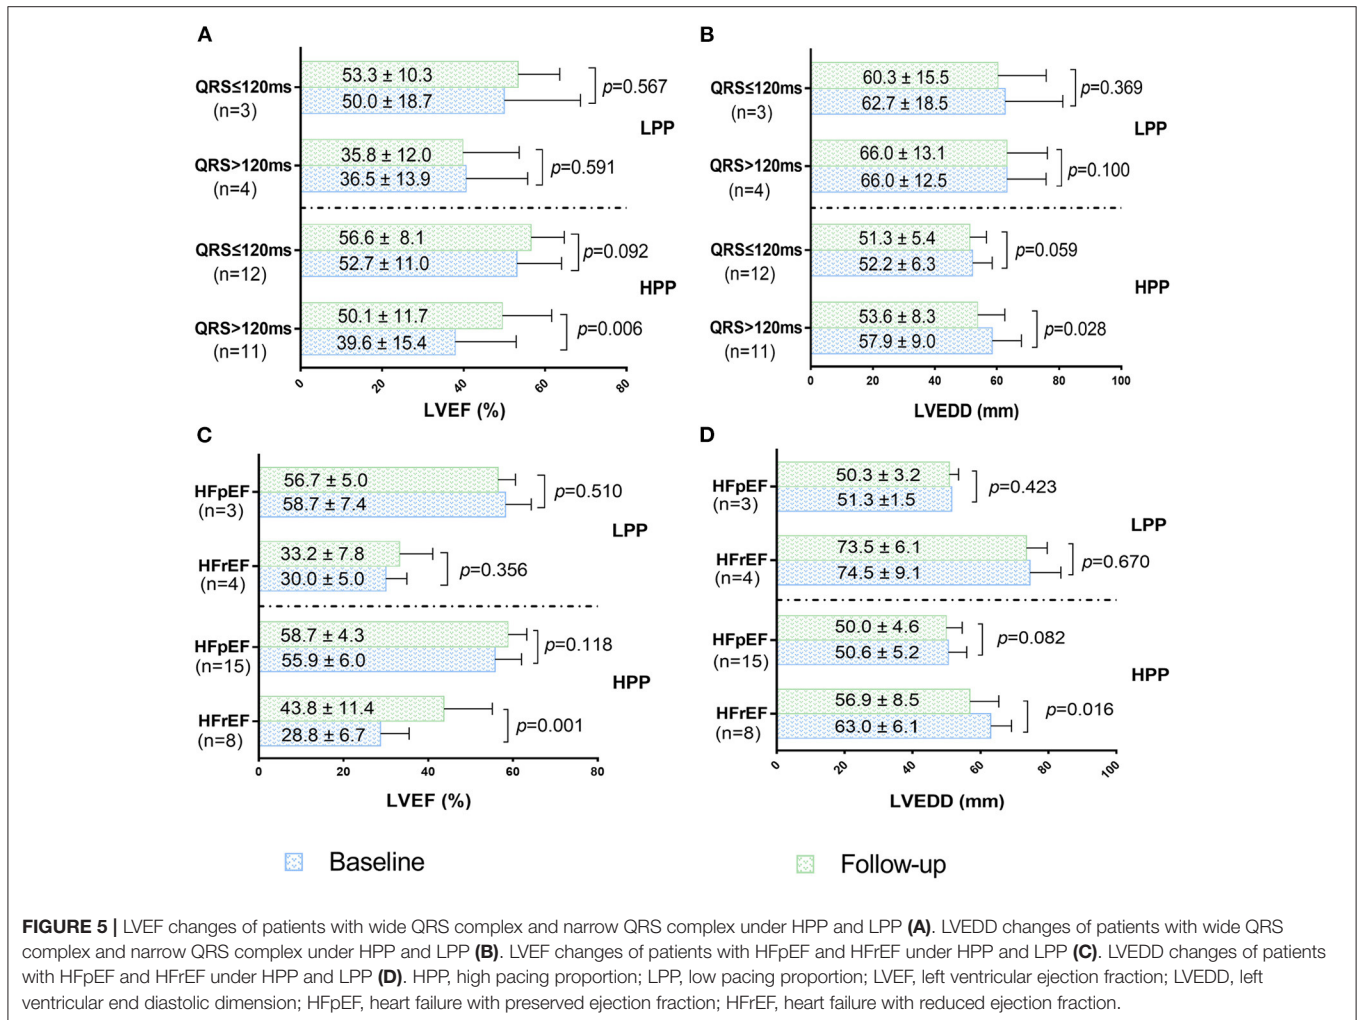 A
QRS≤120ms
(n=3)
53.3 ± 10.3
50.0 ± 18.7
p=0.567
LPP
QRS>120ms
(n=4)
35.8 ± 12.0
36.5 ± 13.9
p=0.591
QRS≤120ms
(n=12)
56.6 ± 8.1
52.7 ± 11.0
p=0.092
HPP
QRS>120ms
(n=11)
50.1 ± 11.7
39.6 ± 15.4
p=0.006
0 20 40 60 80
LVEF (%)
B
QRS≤120ms
(n=3)
60.3 ± 15.5
62.7 ± 18.5
p=0.369
LPP
QRS>120ms
(n=4)
66.0 ± 13.1
66.0 ± 12.5
p=0.100
QRS≤120ms
(n=12)
51.3 ± 5.4
52.2 ± 6.3
p=0.059
HPP
QRS>120ms
(n=11)
53.6 ± 8.3
57.9 ± 9.0
p=0.028
0 20 40 60 80 100
LVEDD (mm)
C
HFpEF
(n=3)
56.7 ± 5.0
58.7 ± 7.4
p=0.510
LPP
HFrEF
(n=4)
33.2 ± 7.8
30.0 ± 5.0
p=0.356
HFpEF
(n=15)
58.7 ± 4.3
55.9 ± 6.0
p=0.118
HPP
HFrEF
(n=8)
43.8 ± 11.4
28.8 ± 6.7
p=0.001
0 20 40 60 80
LVEF (%)
D
HFpEF
(n=3)
50.3 ± 3.2
51.3 ±1.5
p=0.423
LPP
HFrEF
(n=4)
73.5 ± 6.1
74.5 ± 9.1
p=0.670
HFpEF
(n=15)
50.0 ± 4.6
50.6 ± 5.2
p=0.082
HPP
HFrEF
(n=8)
56.9 ± 8.5
63.0 ± 6.1
p=0.016
0 20 40 60 80 100
LVEDD (mm)
Baseline
Follow-up
FIGURE 5 | LVEF changes of patients with wide QRS complex and narrow QRS complex under HPP and LPP (A). LVEDD changes of patients with wide QRS
complex and narrow QRS complex under HPP and LPP (B). LVEF changes of patients with HFpEF and HFrEF under HPP and LPP (C). LVEDD changes of patients
with HFpEF and HFrEF under HPP and LPP (D). HPP, high pacing proportion; LPP, low pacing proportion; LVEF, left ventricular ejection fraction; LVEDD, left
ventricular end diastolic dimension; HFpEF, heart failure with preserved ejection fraction; HFrEF, heart failure with reduced ejection fraction.